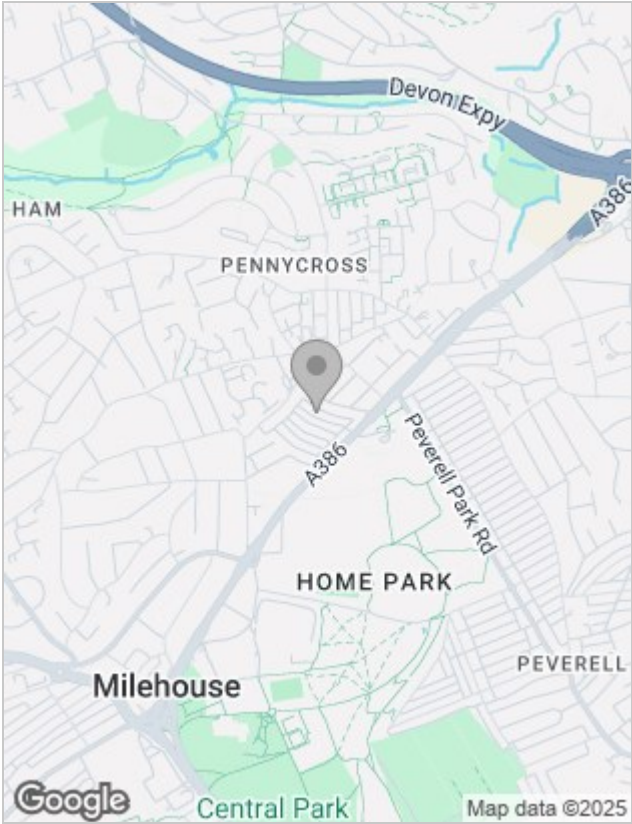 Devon Expy
A386
HAM
PENNYCROSS
Peverell Park Rd
A386
HOME PARK
PEVERELL
Milehouse
Google
Central Park
Map data ©2025